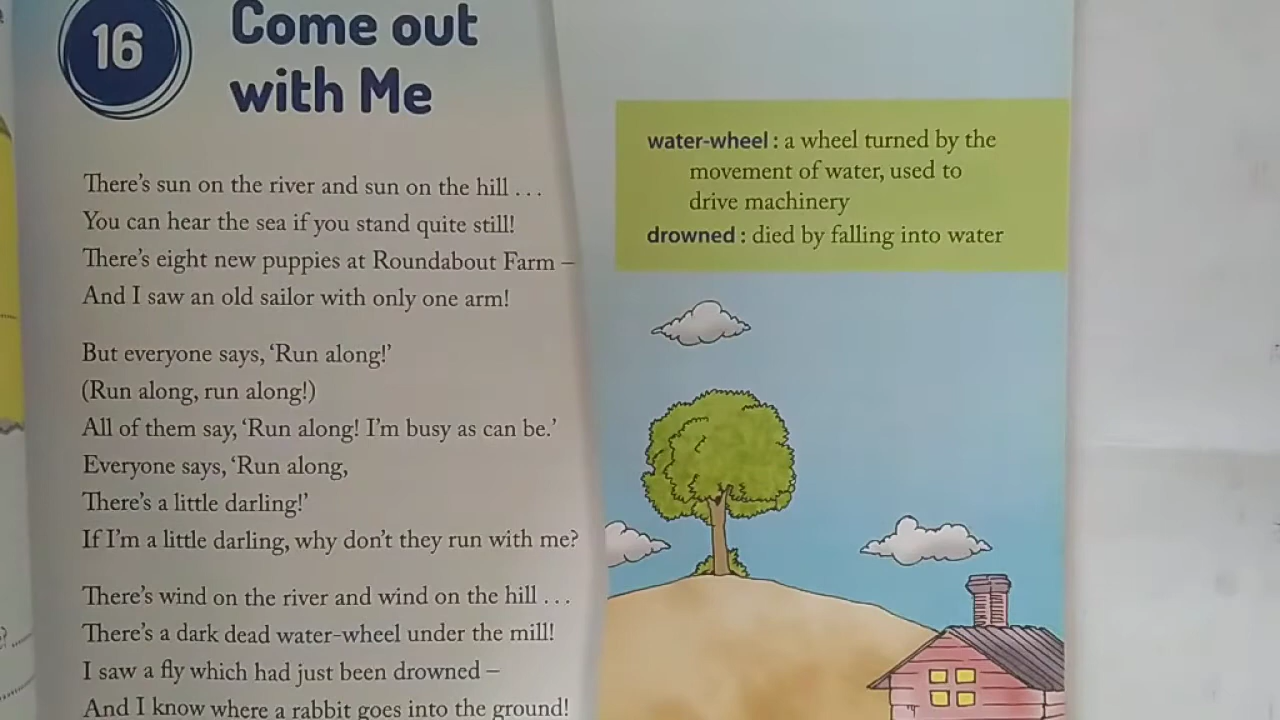 16
Come out
with Me
There's sun on the river and sun on the hill . . .
You can hear the sea if you stand quite still!
There's eight new puppies at Roundabout Farm –
And I saw an old sailor with only one arm!
But everyone says, 'Run along!'
(Run along, run along!)
All of them say, 'Run along! I'm busy as can be.'
Everyone says, 'Run along,
There's a little darling!'
If I'm a little darling, why don't they run with me?
There's wind on the river and wind on the hill . . .
There's a dark dead water-wheel under the mill!
I saw a fly which had just been drowned –
And I know where a rabbit goes into the ground!
water-wheel : a wheel turned by the
movement of water, used to
drive machinery
drowned : died by falling into water